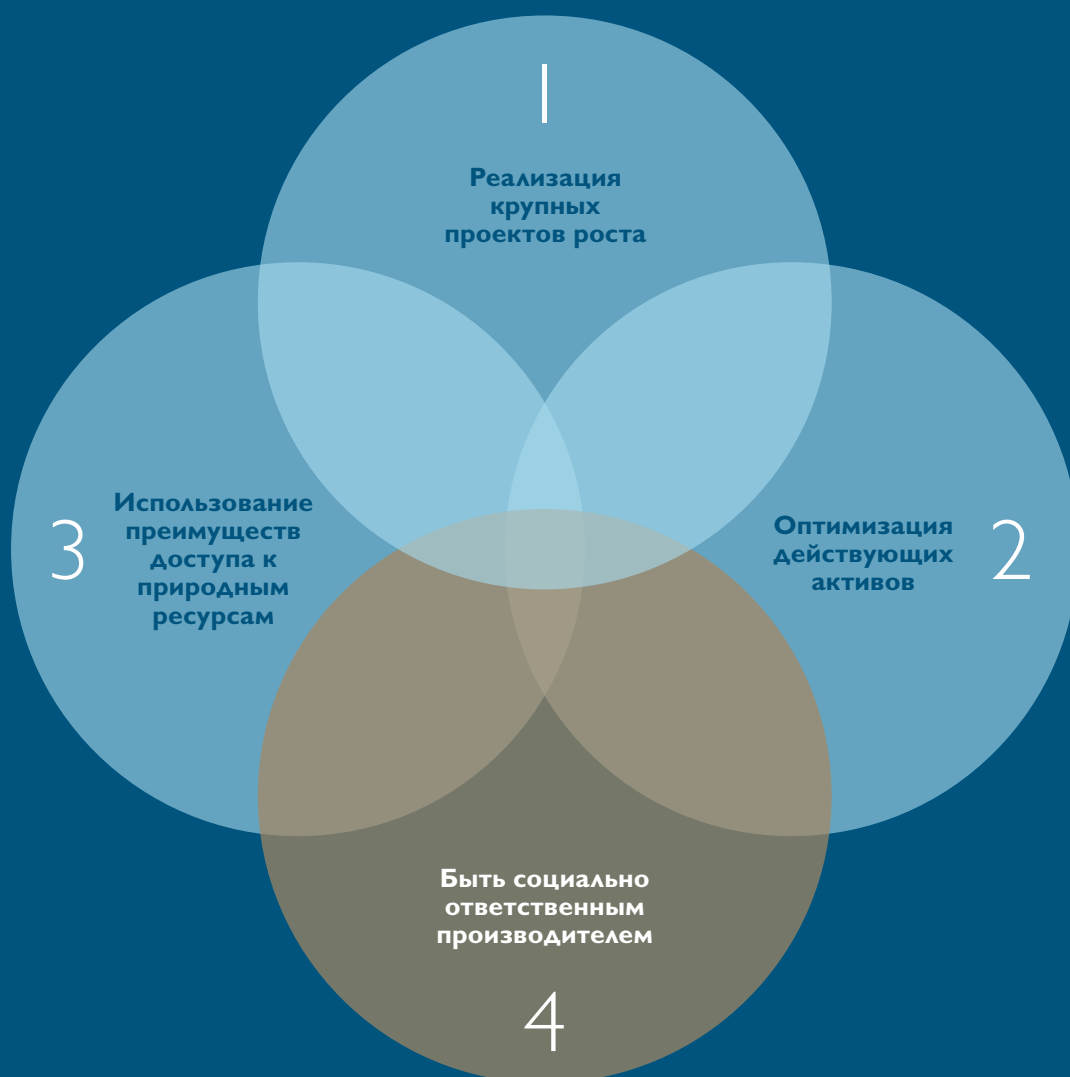 1
Реализация
крупных
проектов роста
3
Использование
преимуществ
доступа к
природным
ресурсам
Оптимизация
действующих
активов
2
Быть социально
ответственным
производителем
4